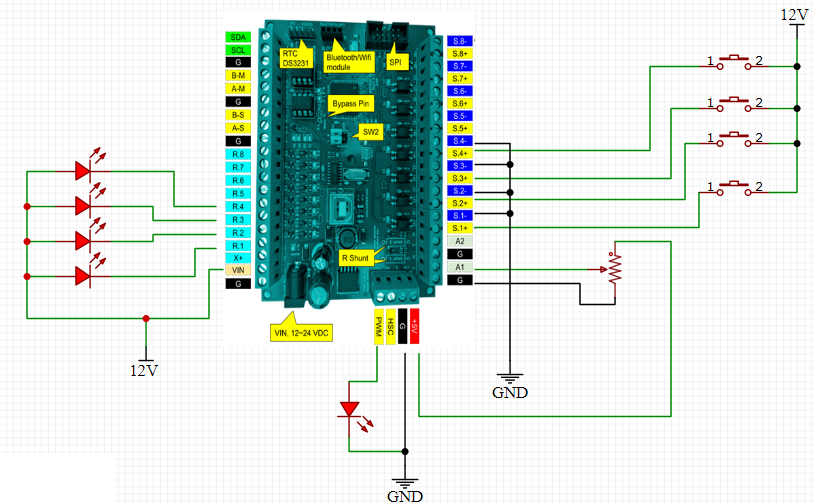 12V
SDA
SCL
G
B-M
A-M
G
B-S
A-S
G
R.8
R.7
R.6
R.5
R.4
R.3
R.2
R.1
X+
VIN
G
12V
RTC
DS3231
Bluetooth/Wifi
module
SPI
Bypass Pin
SW2
R Shunt
VIN. 12~24 VDC
PWM
HSC
G
+5V
S.8-
S.8+
S.7-
S.7+
S.6-
S.6+
S.5-
S.5+
S.4-
S.4+
S.3-
S.3+
S.2-
S.2+
S.1-
S.1+
A2
G
A1
G
1 2
1 2
1 2
1 2
GND
GND